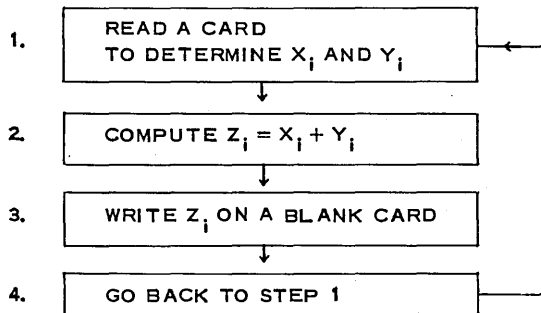 1. READ A CARD
TO DETERMINE Xi AND Yi
2. COMPUTE Zi = Xi + Yi
3. WRITE Zi ON A BLANK CARD
4. GO BACK TO STEP 1